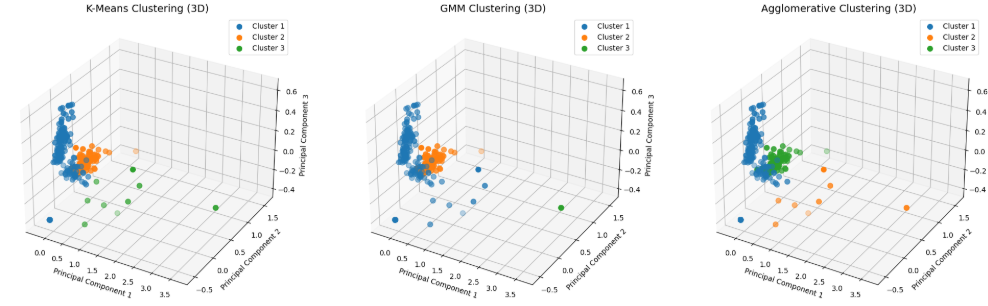 K-Means Clustering (3D)
Cluster 1
Cluster 2
Cluster 3
0.6
0.4
0.2
0.0
−0.2
−0.4
Principal Component 3
0.0
0.5
1.0
1.5
2.0
2.5
3.0
3.5
Principal Component 1
−0.5
0.0
0.5
1.0
1.5
Principal Component 2
GMM Clustering (3D)
Cluster 1
Cluster 2
Cluster 3
0.6
0.4
0.2
0.0
−0.2
−0.4
Principal Component 3
0.0
0.5
1.0
1.5
2.0
2.5
3.0
3.5
Principal Component 1
−0.5
0.0
0.5
1.0
1.5
Principal Component 2
Agglomerative Clustering (3D)
Cluster 1
Cluster 2
Cluster 3
0.6
0.4
0.2
0.0
−0.2
−0.4
0.0
0.5
1.0
1.5
2.0
2.5
3.0
3.5
Principal Component 1
−0.5
0.0
0.5
1.0
1.5
Principal Component 2